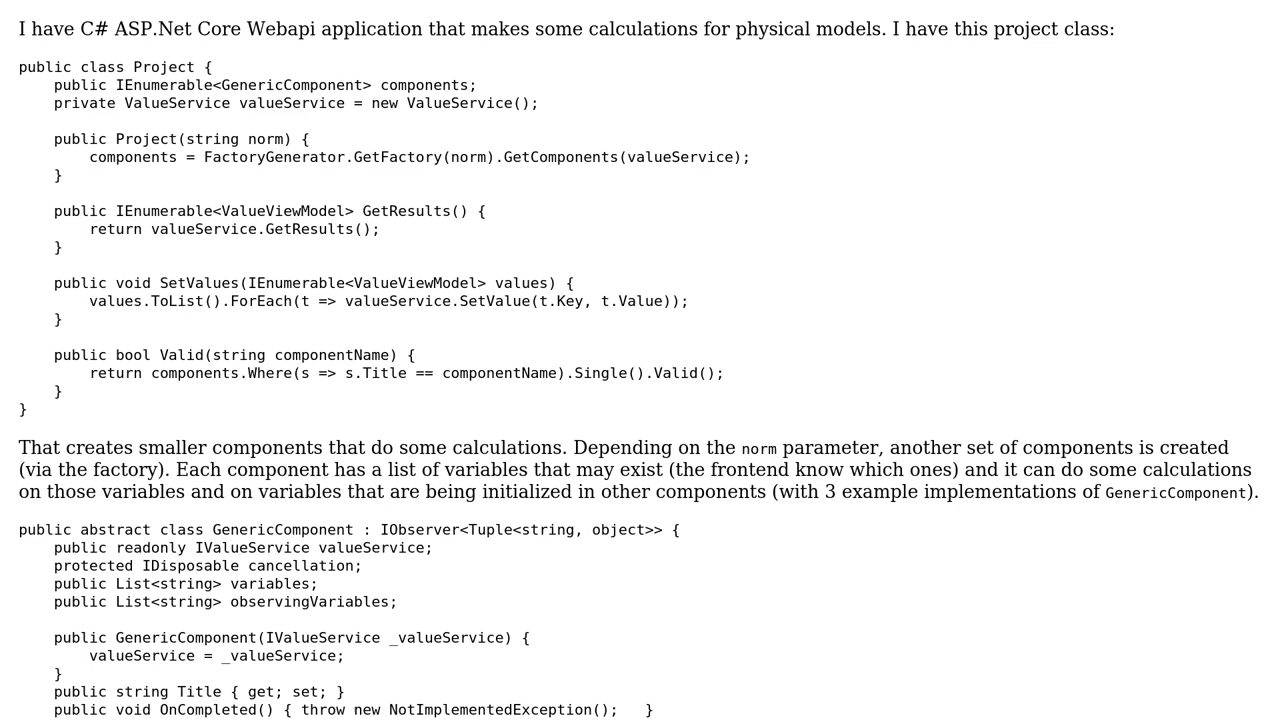 I have C# ASP.Net Core Webapi application that makes some calculations for physical models. I have this project class:
public class Project {
    public IEnumerable<GenericComponent> components;
    private ValueService valueService = new ValueService();

    public Project(string norm) {
        components = FactoryGenerator.GetFactory(norm).GetComponents(valueService);
    }

    public IEnumerable<ValueViewModel> GetResults() {
        return valueService.GetResults();
    }

    public void SetValues(IEnumerable<ValueViewModel> values) {
        values.ToList().ForEach(t => valueService.SetValue(t.Key, t.Value));
    }

    public bool Valid(string componentName) {
        return components.Where(s => s.Title == componentName).Single().Valid();
    }
}
That creates smaller components that do some calculations. Depending on the norm parameter, another set of components is created
(via the factory). Each component has a list of variables that may exist (the frontend know which ones) and it can do some calculations
on those variables and on variables that are being initialized in other components (with 3 example implementations of GenericComponent).
public abstract class GenericComponent : IObserver<Tuple<string, object>> {
    public readonly IValueService valueService;
    protected IDisposable cancellation;
    public List<string> variables;
    public List<string> observingVariables;

    public GenericComponent(IValueService _valueService) {
        valueService = _valueService;
    }
    public string Title { get; set; }
    public void OnCompleted() { throw new NotImplementedException();   }